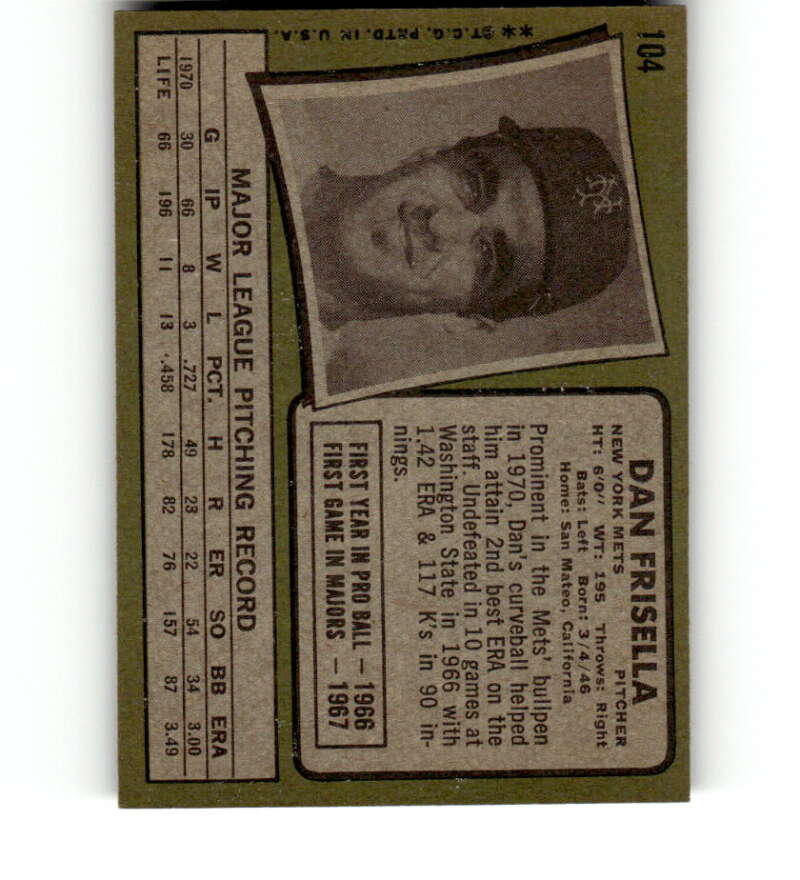 104
** ©T.C.G. PNTD. IN U.S.A.
NY
DAN FRISELLA
NEW YORK METS PITCHER
HT: 6'0" WT: 195 Throws: Right
Bats: Left Born: 3/4/46
Home: San Mateo, California
Prominent in the Mets' bullpen
in 1970, Dan's curveball helped
him attain 2nd best ERA on the
staff. Undefeated in 10 games at
Washington State in 1966 with
1.42 ERA & 117 K's in 90 in-
nings.
FIRST YEAR IN PRO BALL — 1966
FIRST GAME IN MAJORS — 1967
MAJOR LEAGUE PITCHING RECORD
G IP W L PCT. H R ER SO BB ERA
1970 30 66 8 3 .727 49 23 22 54 34 3.00
LIFE 66 196 11 13 .458 178 82 76 157 87 3.49